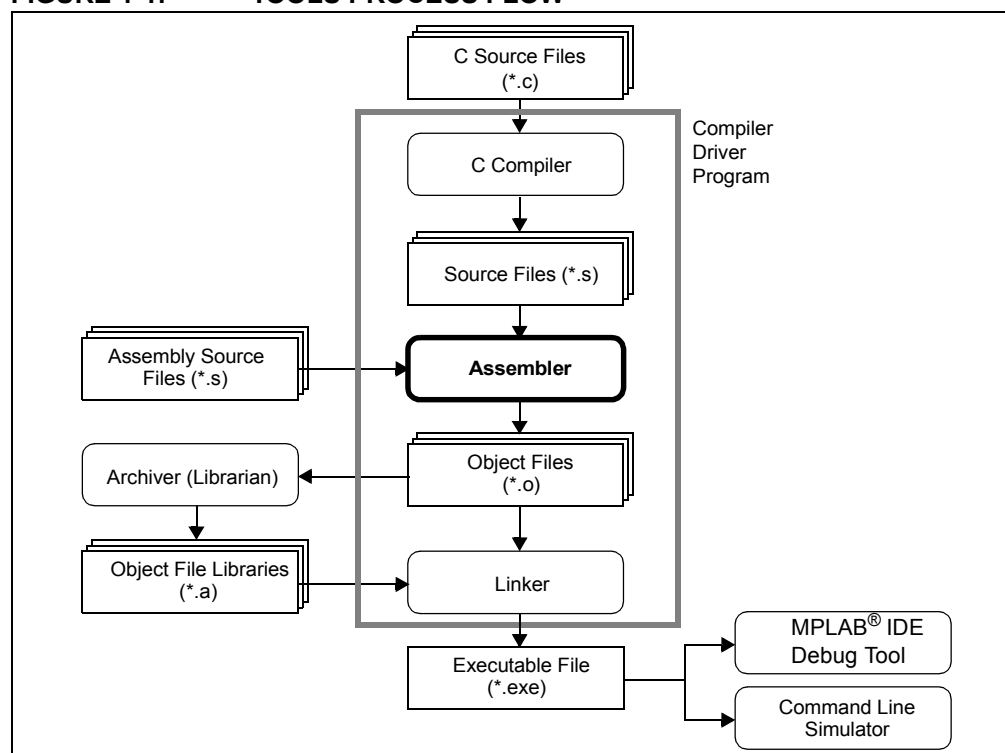 FIGURE 1-1: TOOLS PROCESS FLOW
C Source Files
(*.c)
Compiler
Driver
Program
C Compiler
Source Files (*.s)
Assembly Source
Files (*.s)
Assembler
Archiver (Librarian)
Object Files
(*.o)
Object File Libraries
(*.a)
Linker
MPLAB® IDE
Debug Tool
Executable File
(*.exe)
Command Line
Simulator